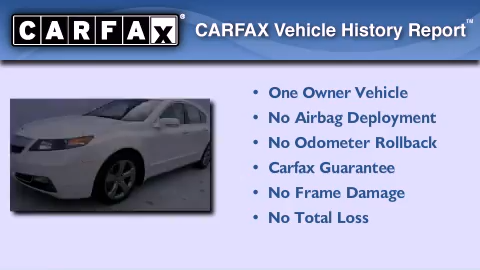 CARFAX®
CARFAX Vehicle History Report™
• One Owner Vehicle
• No Airbag Deployment
• No Odometer Rollback
• Carfax Guarantee
• No Frame Damage
• No Total Loss